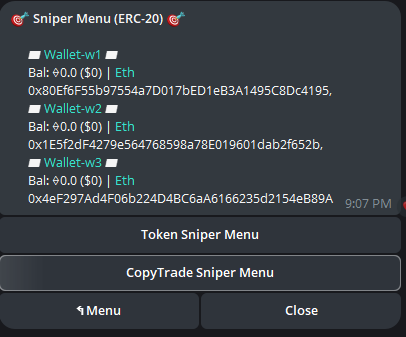 🎯 Sniper Menu (ERC-20) 🎯
Wallet-w1
Bal: ⟠0.0 ($0) | Eth
0x80Ef6F55b97554a7D017bED1eB3A1495C8Dc4195,
Wallet-w2
Bal: ⟠0.0 ($0) | Eth
0x1E5f2dF4279e564768598a78E019601dab2f652b,
Wallet-w3
Bal: ⟠0.0 ($0) | Eth
0x4eF297Ad4F06b224D4BC6aA6166235d2154eB89A
9:07 PM
Token Sniper Menu
CopyTrade Sniper Menu
↰Menu
Close